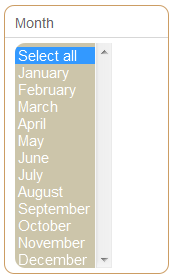 Month
Select all
January
February
March
April
May
June
July
August
September
October
November
December